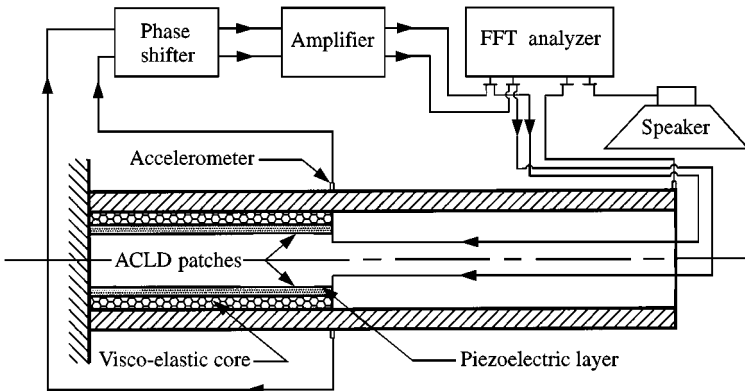 Phase
shifter
Amplifier
FFT analyzer
Speaker
Accelerometer
ACLD patches
Visco-elastic core
Piezoelectric layer